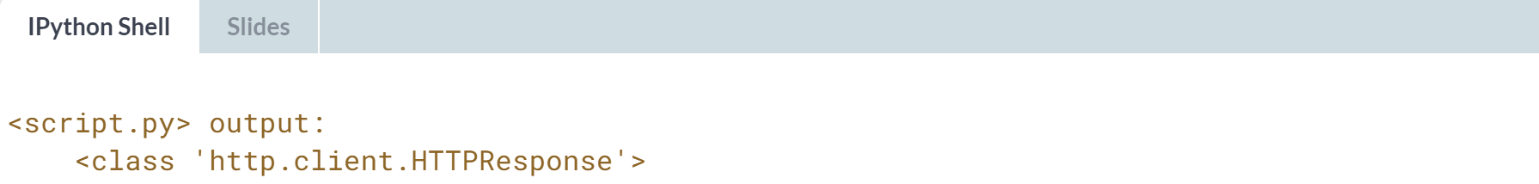 IPython Shell
Slides
<script.py> output:
<class 'http.client.HTTPResponse'>